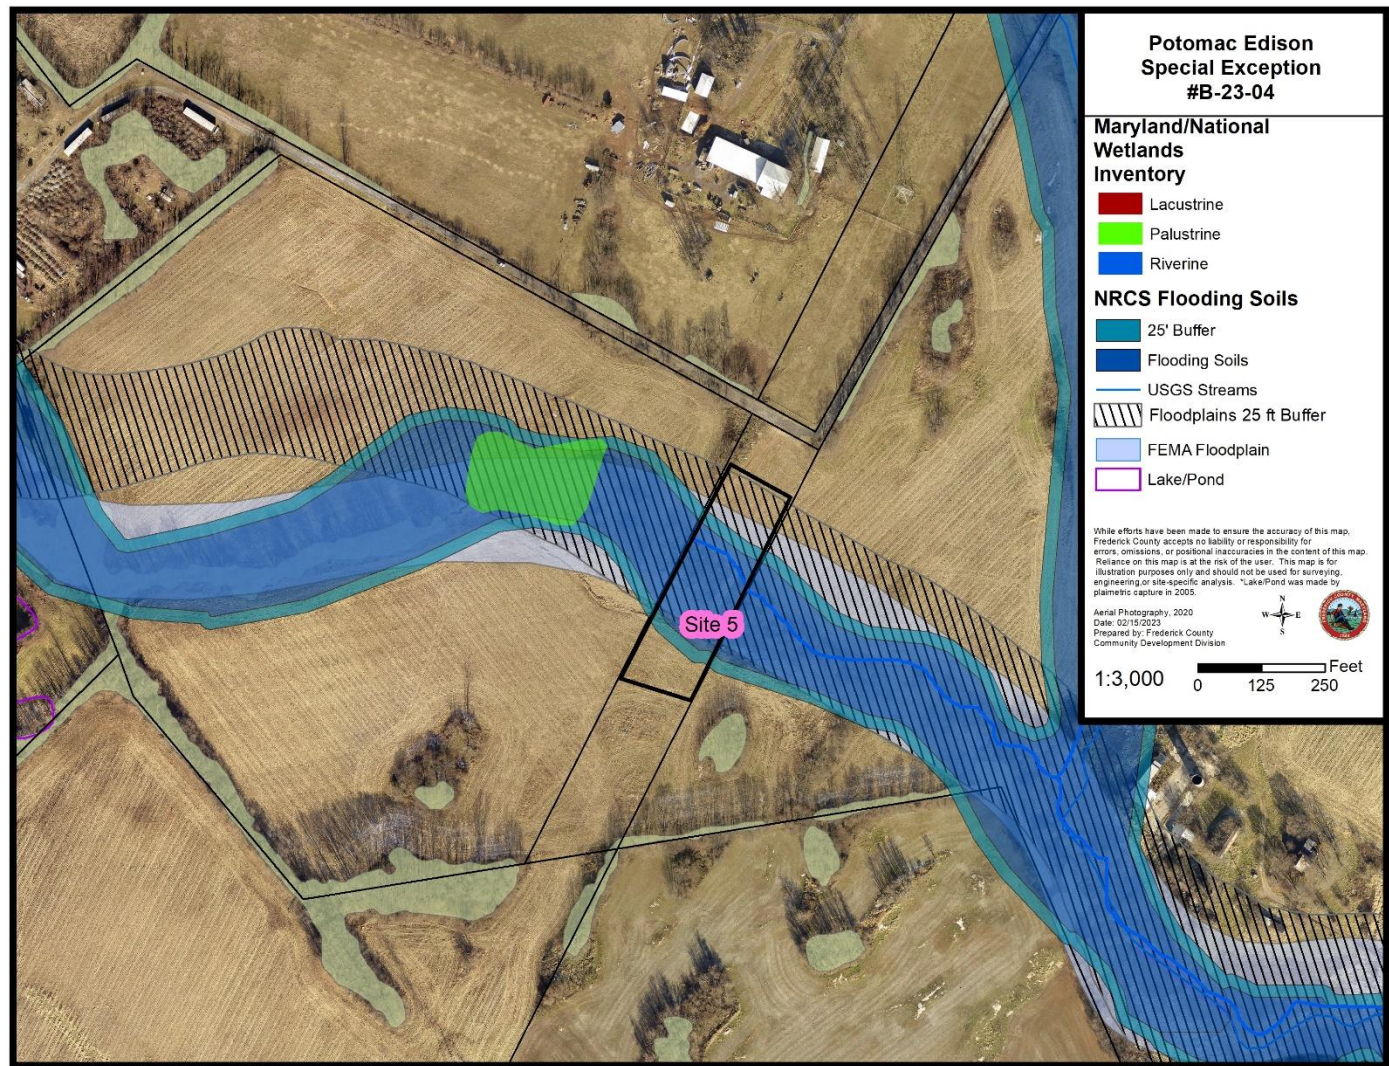 Potomac Edison
Special Exception
#B-23-04
Maryland/National
Wetlands
Inventory
Lacustrine
Palustrine
Riverine
NRCS Flooding Soils
25' Buffer
Flooding Soils
USGS Streams
Floodplains 25 ft Buffer
FEMA Floodplain
Lake/Pond
While efforts have been made to ensure the accuracy of this map,
Frederick County accepts no liability or responsibility for
errors, omissions, or positional inaccuracies in the content of this map.
Reliance on this map is at the risk of the user. This map is for
illustration purposes only and should not be used for surveying,
engineering,or site-specific analysis. *Lake/Pond was made by
plaimetric capture in 2005.
Aerial Photography, 2020
Date: 02/15/2023
Prepared by: Frederick County
Community Development Division
N
W E
S
1:3,000
Feet
0 125 250
Site 5